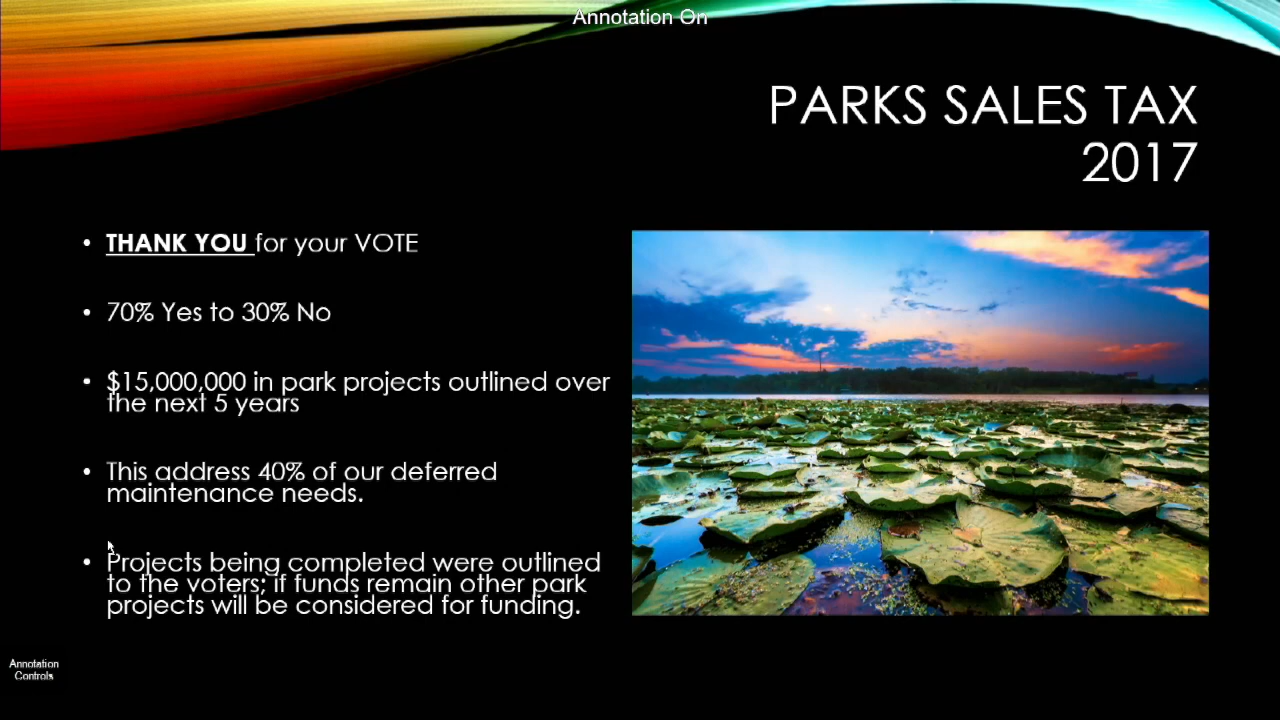 Annotation On
PARKS SALES TAX
2017
• THANK YOU for your VOTE
• 70% Yes to 30% No
• $15,000,000 in park projects outlined over
the next 5 years
• This address 40% of our deferred
maintenance needs.
• Projects being completed were outlined
to the voters; if funds remain other park
projects will be considered for funding.
Annotation
Controls